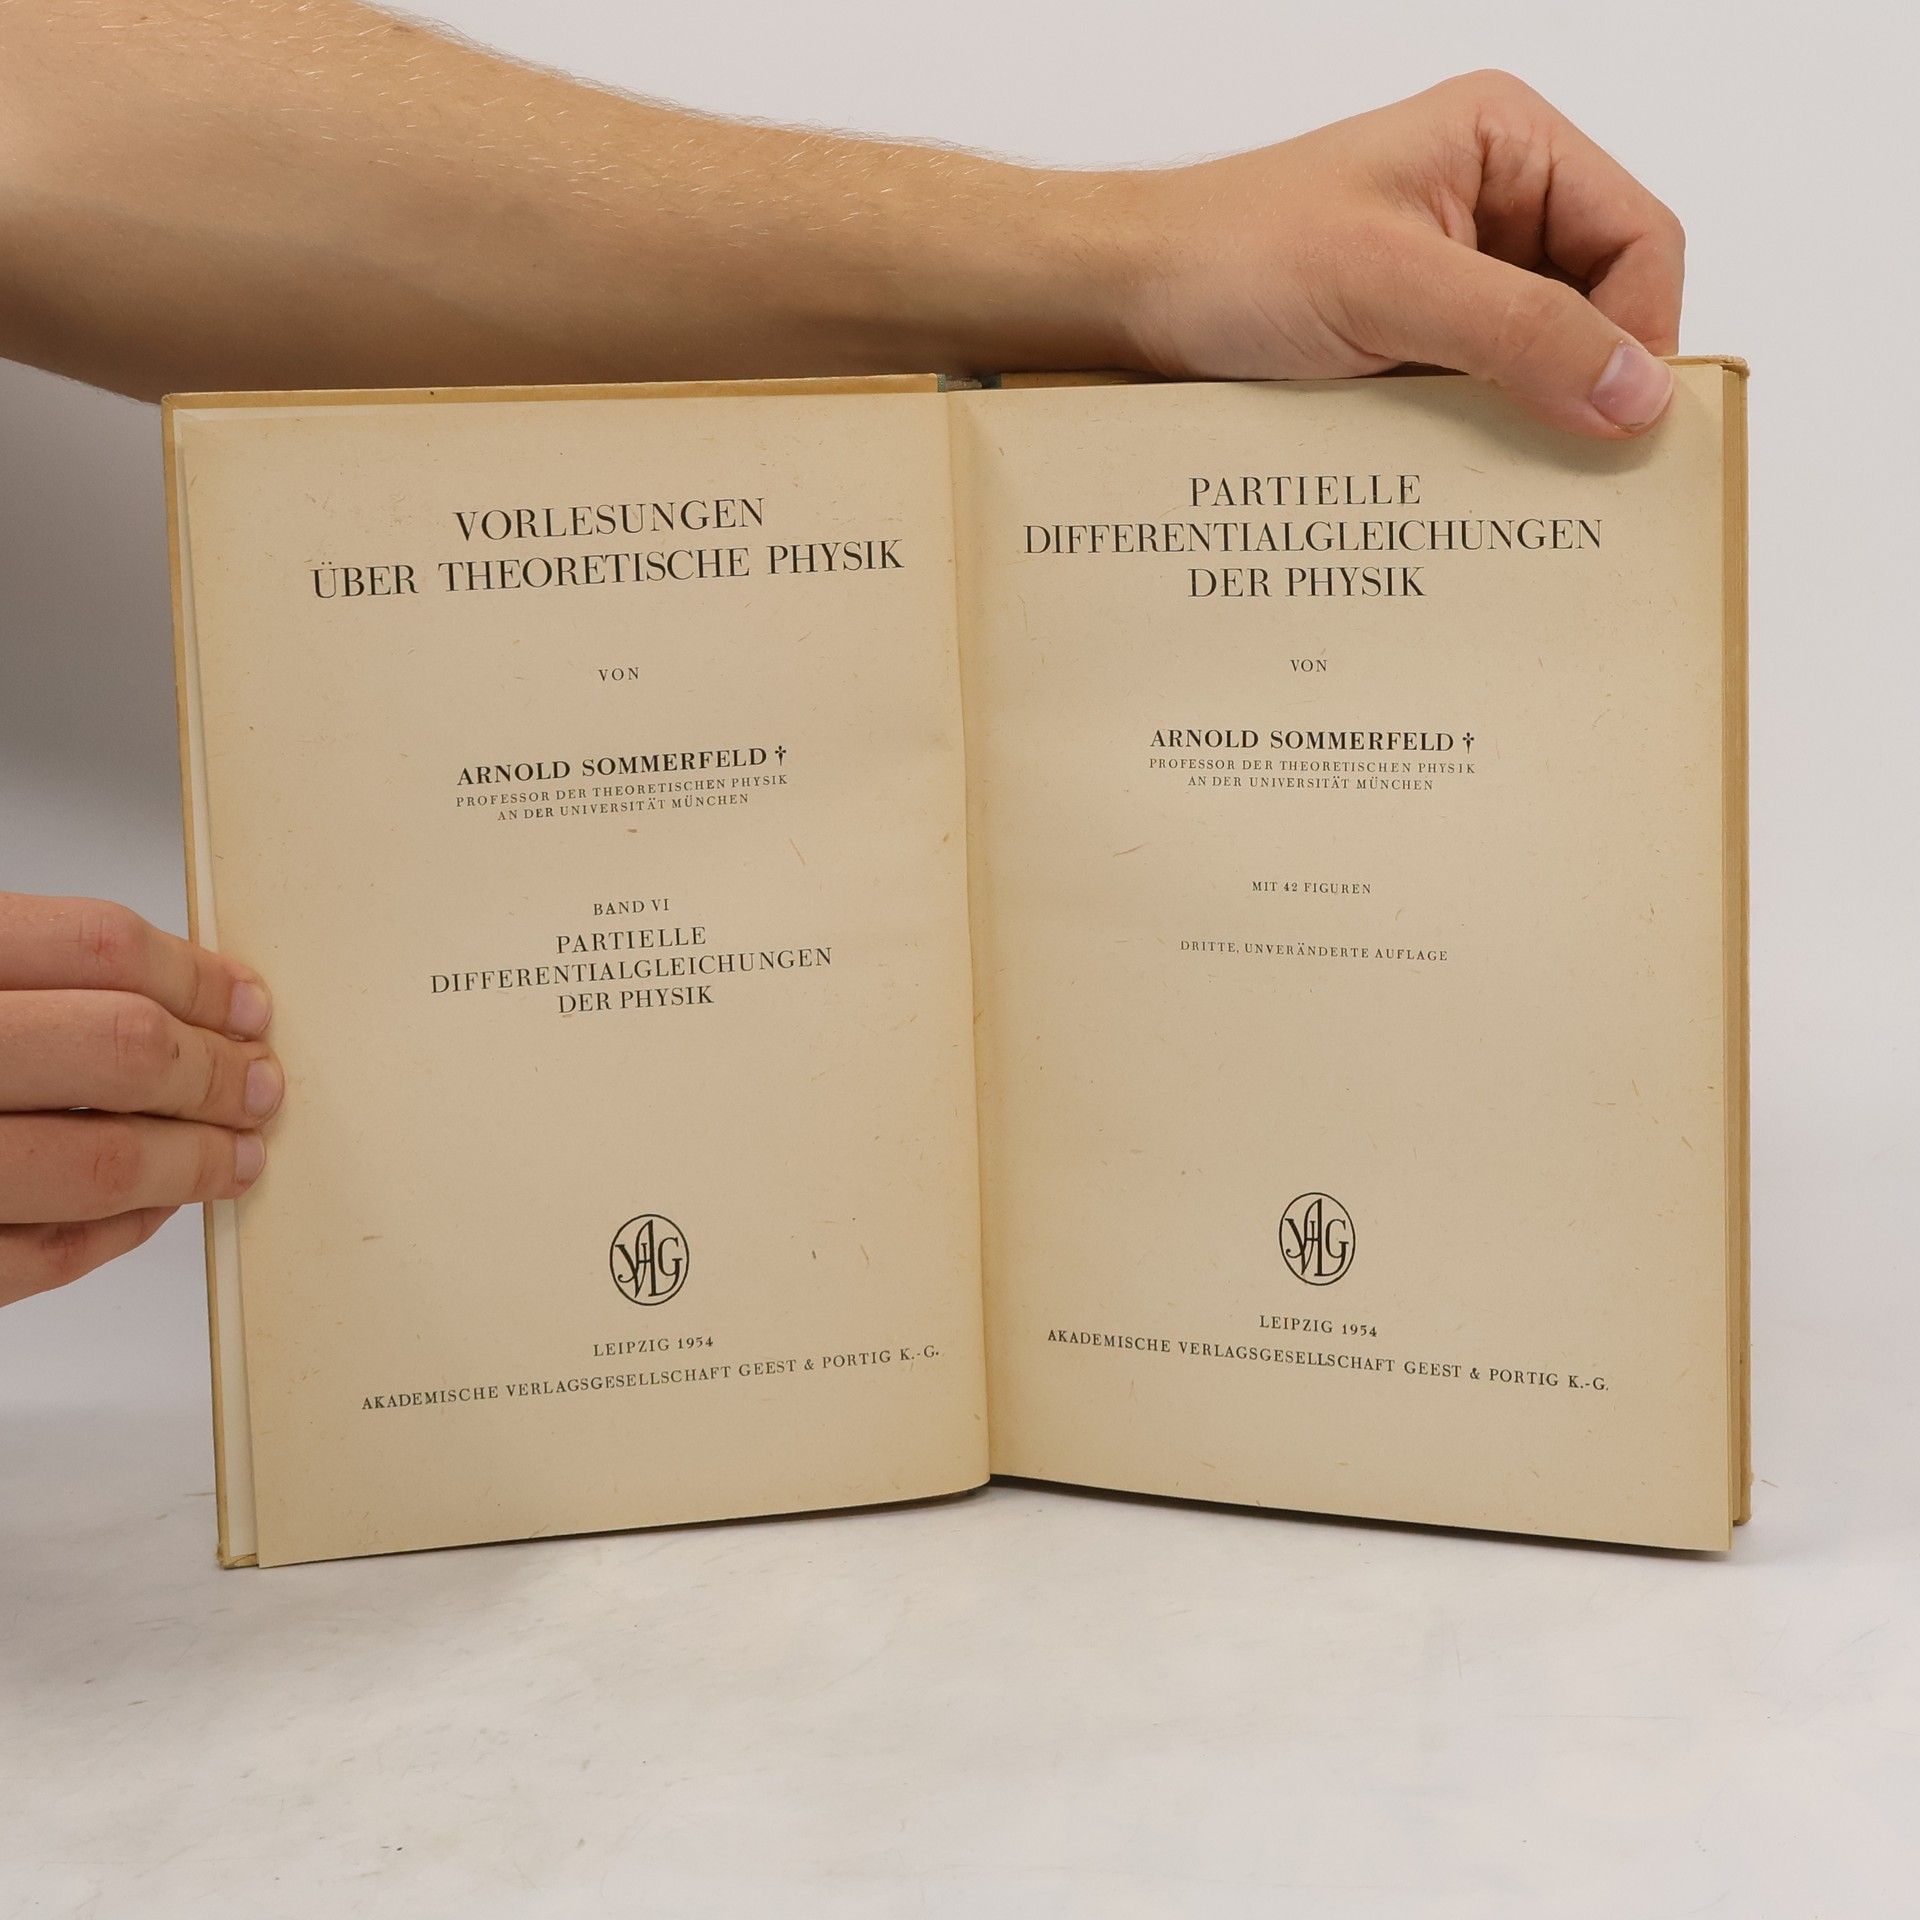 VORLESUNGEN
ÜBER THEORETISCHE PHYSIK
VON
ARNOLD SOMMERFELD †
PROFESSOR DER THEORETISCHEN PHYSIK
AN DER UNIVERSITÄT MÜNCHEN
BAND VI
PARTIELLE
DIFFERENTIALGLEICHUNGEN
DER PHYSIK
VAG
LEIPZIG 1954
AKADEMISCHE VERLAGSGESELLSCHAFT GEEST & PORTIG K.-G.
PARTIELLE
DIFFERENTIALGLEICHUNGEN
DER PHYSIK
VON
ARNOLD SOMMERFELD †
PROFESSOR DER THEORETISCHEN PHYSIK
AN DER UNIVERSITÄT MÜNCHEN
MIT 42 FIGUREN
DRITTE, UNVERÄNDERTE AUFLAGE
VAG
LEIPZIG 1954
AKADEMISCHE VERLAGSGESELLSCHAFT GEEST & PORTIG K.-G.